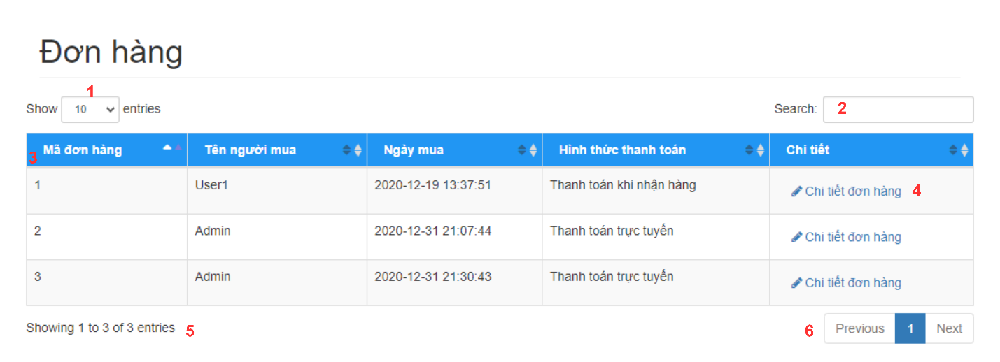 Đơn hàng
1
Show 10 entries Search: 2
3 Mã đơn hàng Tên người mua Ngày mua Hình thức thanh toán Chi tiết
1 User1 2020-12-19 13:37:51 Thanh toán khi nhận hàng Chi tiết đơn hàng 4
2 Admin 2020-12-31 21:07:44 Thanh toán trực tuyến Chi tiết đơn hàng
3 Admin 2020-12-31 21:30:43 Thanh toán trực tuyến Chi tiết đơn hàng
Showing 1 to 3 of 3 entries 5 6 Previous 1 Next